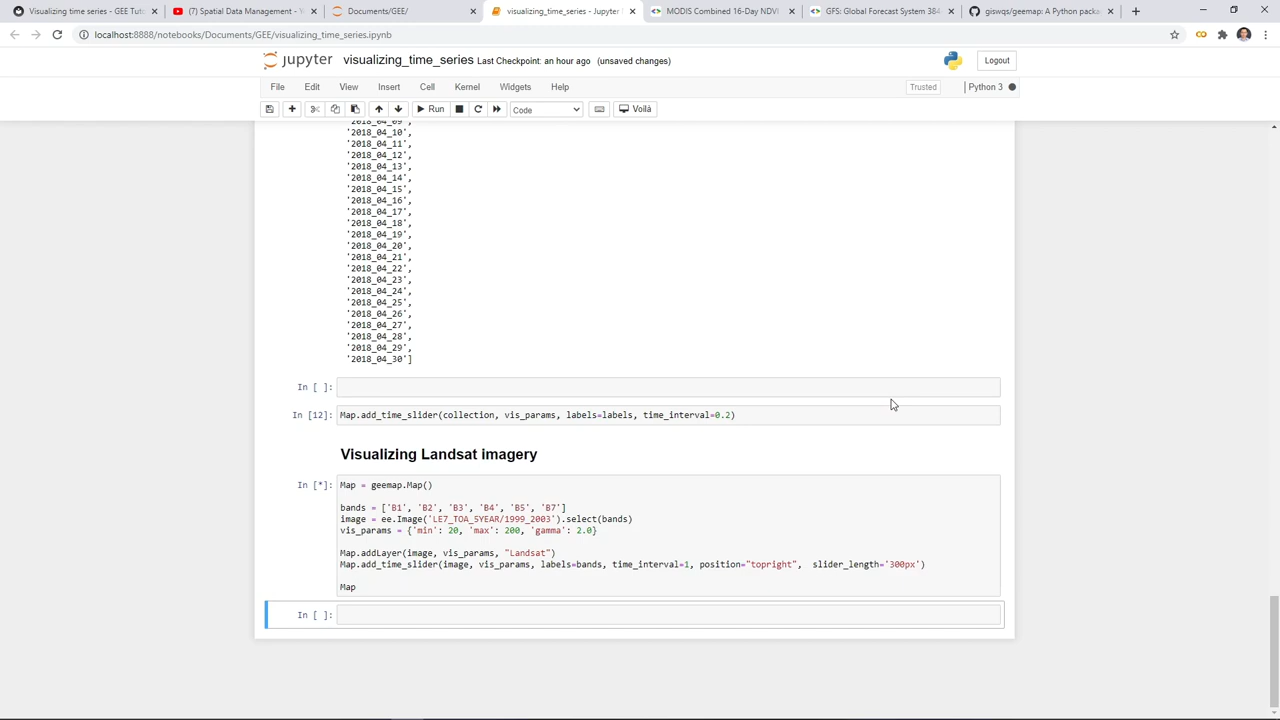 Visualizing time series - GEE Tuto
(7) Spatial Data Management -
Documents/GEE/
visualizing_time_series - Jupyter
MODIS Combined 16-Day NDVI
GFS: Global Forecast System 384
giswqs/geemap: A Python packa
localhost:8888/notebooks/Documents/GEE/visualizing_time_series.ipynb
jupyter visualizing_time_series Last Checkpoint: an hour ago (unsaved changes) Logout
File Edit View Insert Cell Kernel Widgets Help Trusted Python 3
Run Code Voilà
'2018_04_09',
'2018_04_10',
'2018_04_11',
'2018_04_12',
'2018_04_13',
'2018_04_14',
'2018_04_15',
'2018_04_16',
'2018_04_17',
'2018_04_18',
'2018_04_19',
'2018_04_20',
'2018_04_21',
'2018_04_22',
'2018_04_23',
'2018_04_24',
'2018_04_25',
'2018_04_26',
'2018_04_27',
'2018_04_28',
'2018_04_29',
'2018_04_30']
In [ ]:
In [12]: Map.add_time_slider(collection, vis_params, labels=labels, time_interval=0.2)
Visualizing Landsat imagery
In [*]: Map = geemap.Map()
bands = ['B1', 'B2', 'B3', 'B4', 'B5', 'B7']
image = ee.Image('LE7_TOA_5YEAR/1999_2003').select(bands)
vis_params = {'min': 20, 'max': 200, 'gamma': 2.0}
Map.addLayer(image, vis_params, "Landsat")
Map.add_time_slider(image, vis_params, labels=bands, time_interval=1, position="topright", slider_length='300px')
Map
In [ ]: